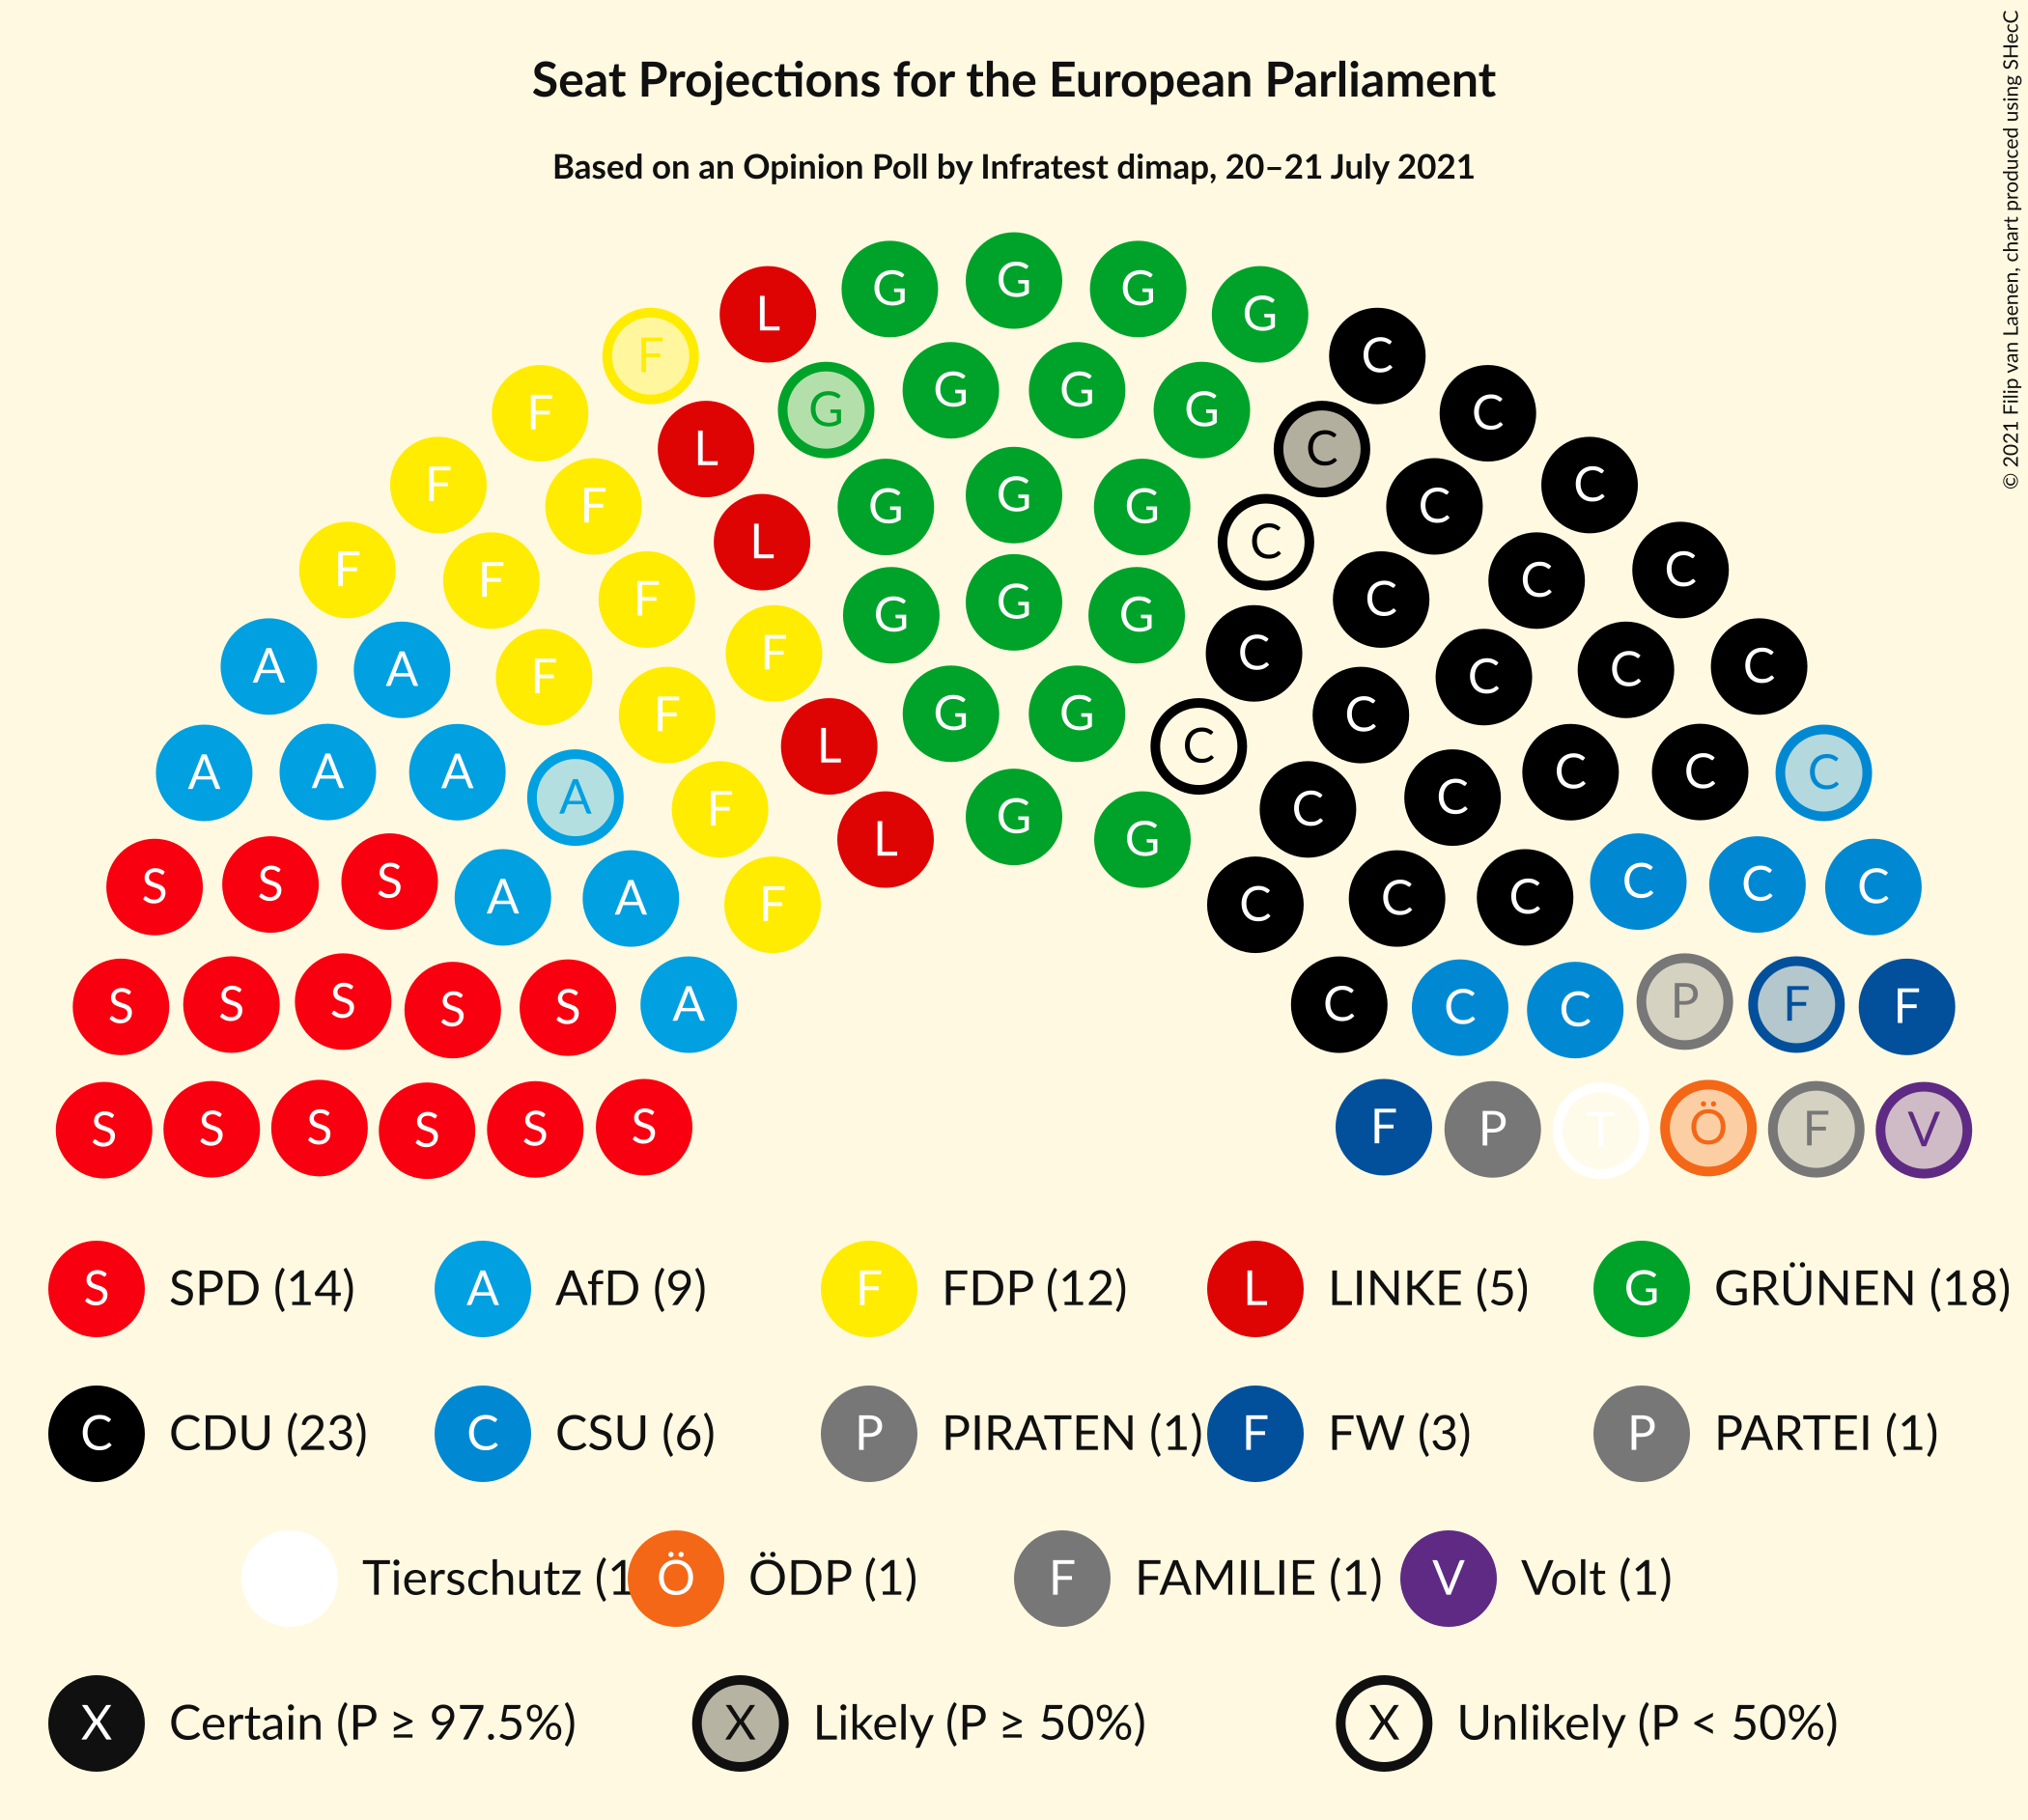 Seat Projections for the European Parliament
Based on an Opinion Poll by Infratest dimap, 20–21 July 2021
© 2021 Filip van Laenen, chart produced using SHecC
G
G G
L G
F C
F G G C
G G
L C
F C
G
F G G C
L C
F C
F C
F G C
F G G C
F C
A C
A C
F C
F G G C
L C
A A A C C C
A C
F C
G
L G
S S S C C C
A A C C
F C
S S S P F F
S S C C
A C
S S S S S S F P T Ö F V
S SPD (14) A AfD (9) F FDP (12) L LINKE (5) G GRÜNEN (18)
C CDU (23) C CSU (6) P PIRATEN (1) F FW (3) P PARTEI (1)
Tierschutz (1 Ö ÖDP (1) F FAMILIE (1) V Volt (1)
X Certain (P ≥ 97.5%) X Likely (P ≥ 50%) X Unlikely (P < 50%)